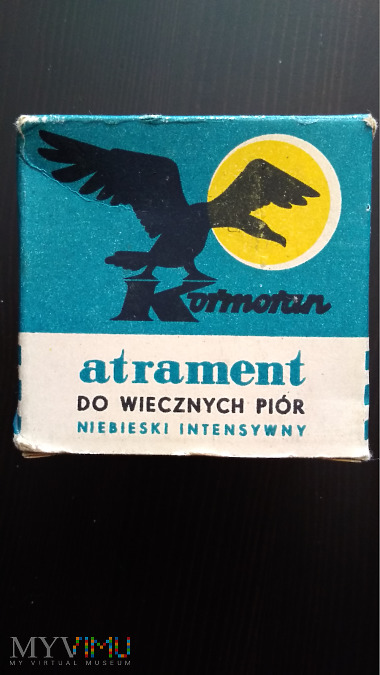 Kormoran
atrament
DO WIECZNYCH PIÓR
NIEBIESKI INTENSYWNY
MYVIMU
MY VIRTUAL MUSEUM